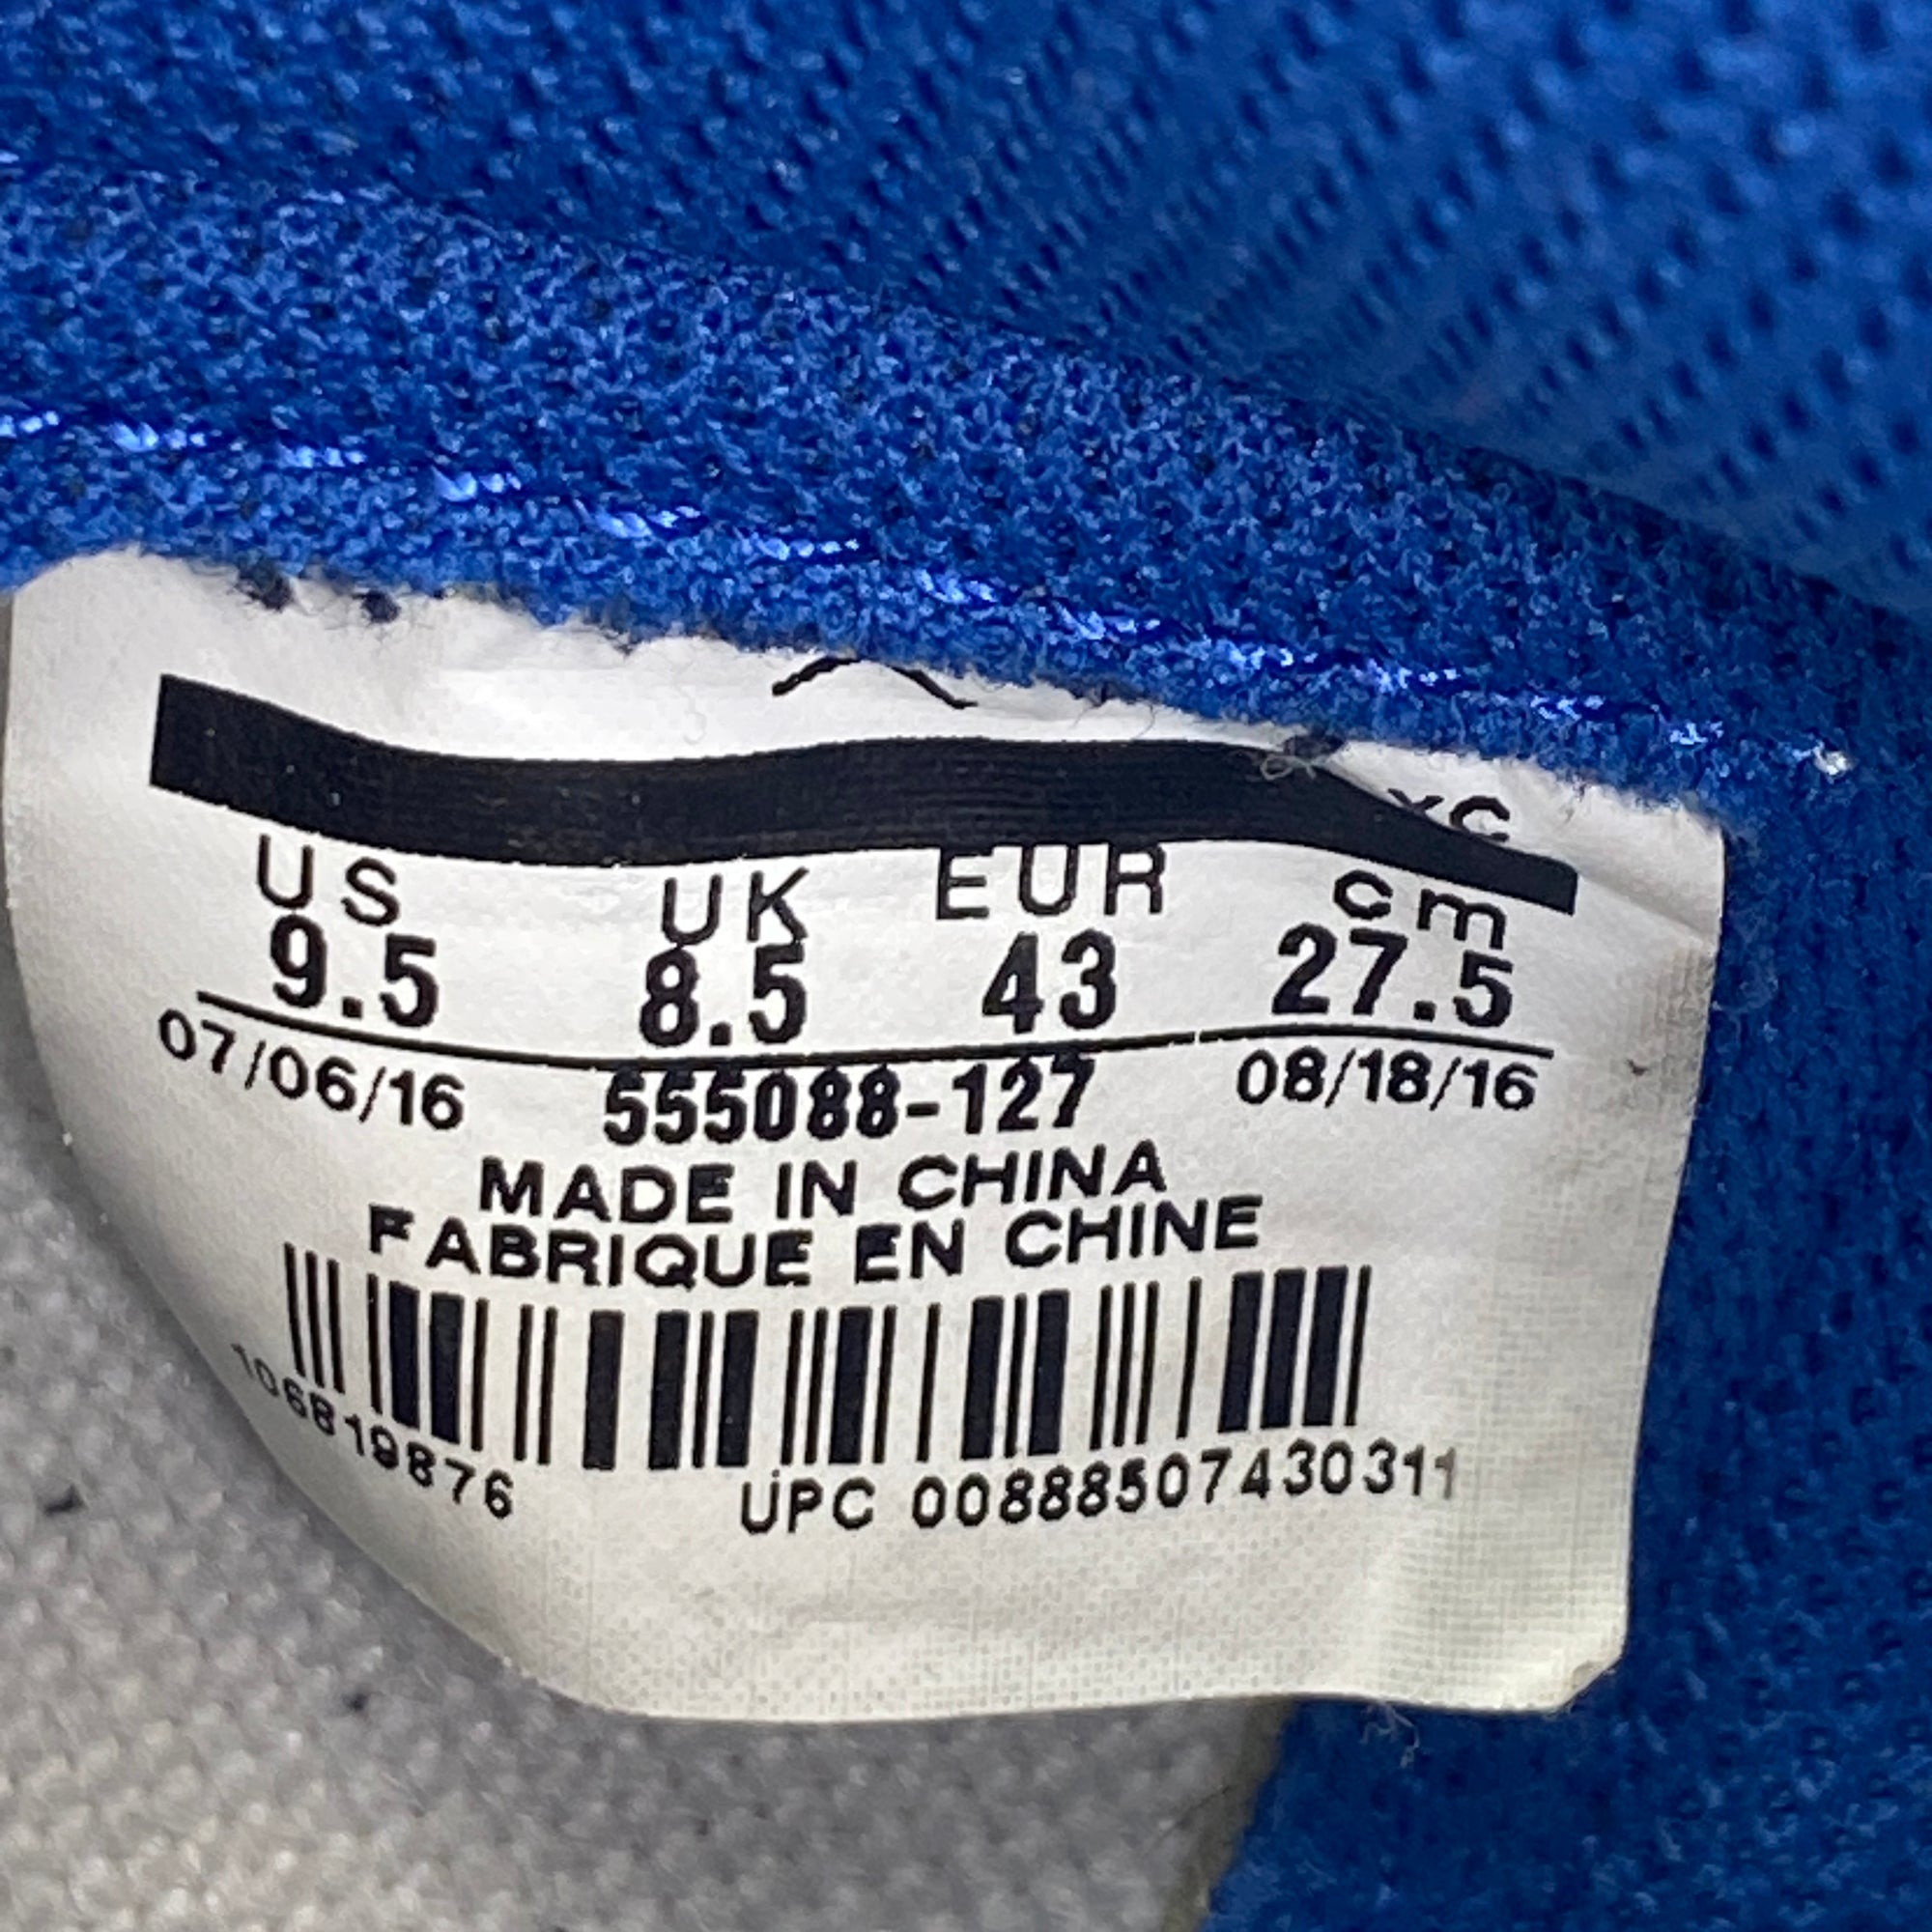 XC
US UK EUR cm
9.5 8.5 43 27.5
07/06/16 555088-127 08/18/16
MADE IN CHINA
FABRIQUE EN CHINE
106819876 UPC 00888507430311